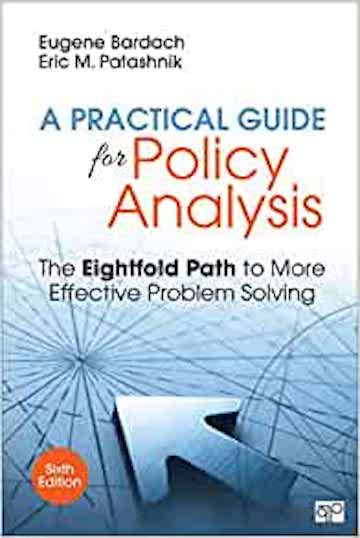 Eugene Bardach
Eric M. Patashnik
A PRACTICAL GUIDE
for Policy
Analysis
The Eightfold Path to More
Effective Problem Solving
Sixth
Edition